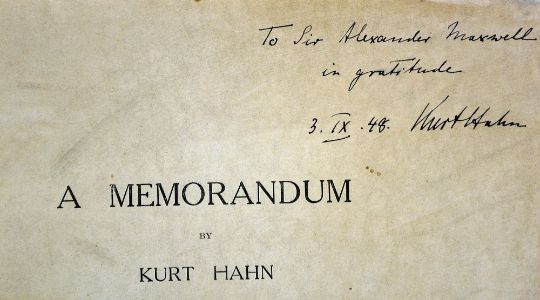 To Sir Alexander Maxwell
in gratitude
3. IX .48. Kurt Hahn
A MEMORANDUM
BY
KURT HAHN